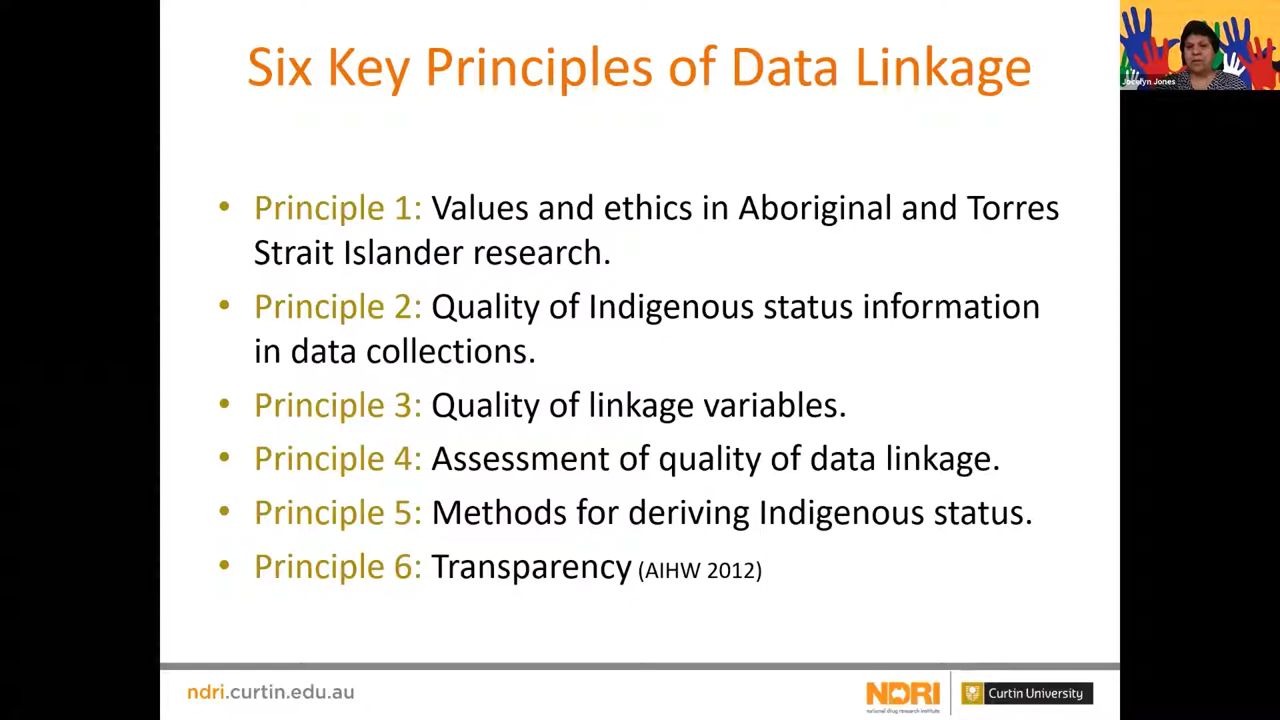 Six Key Principles of Data Linkage
Jocelyn Jones
• Principle 1: Values and ethics in Aboriginal and Torres
Strait Islander research.
• Principle 2: Quality of Indigenous status information
in data collections.
• Principle 3: Quality of linkage variables.
• Principle 4: Assessment of quality of data linkage.
• Principle 5: Methods for deriving Indigenous status.
• Principle 6: Transparency (AIHW 2012)
ndri.curtin.edu.au
NDRI
national drug research institute
Curtin University